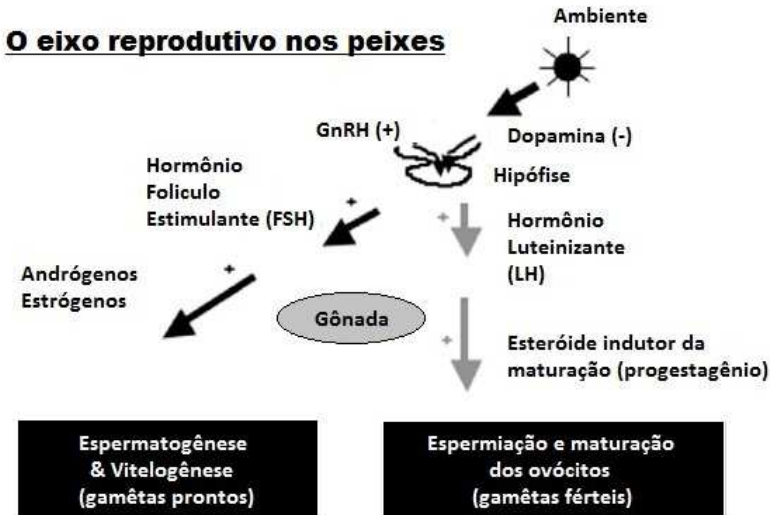 O eixo reprodutivo nos peixes
Ambiente
GnRH (+)
Dopamina (-)
Hipófise
Hormônio
Foliculo
Estimulante (FSH)
+
+
Hormônio
Luteinizante
(LH)
Andrógenos
Estrógenos
+
Gônada
+
Esteróide indutor da
maturação (progestagênio)
Espermatogênese
& Vitelogênese
(gamêtas prontos)
Espermiação e maturação
dos ovócitos
(gamêtas férteis)